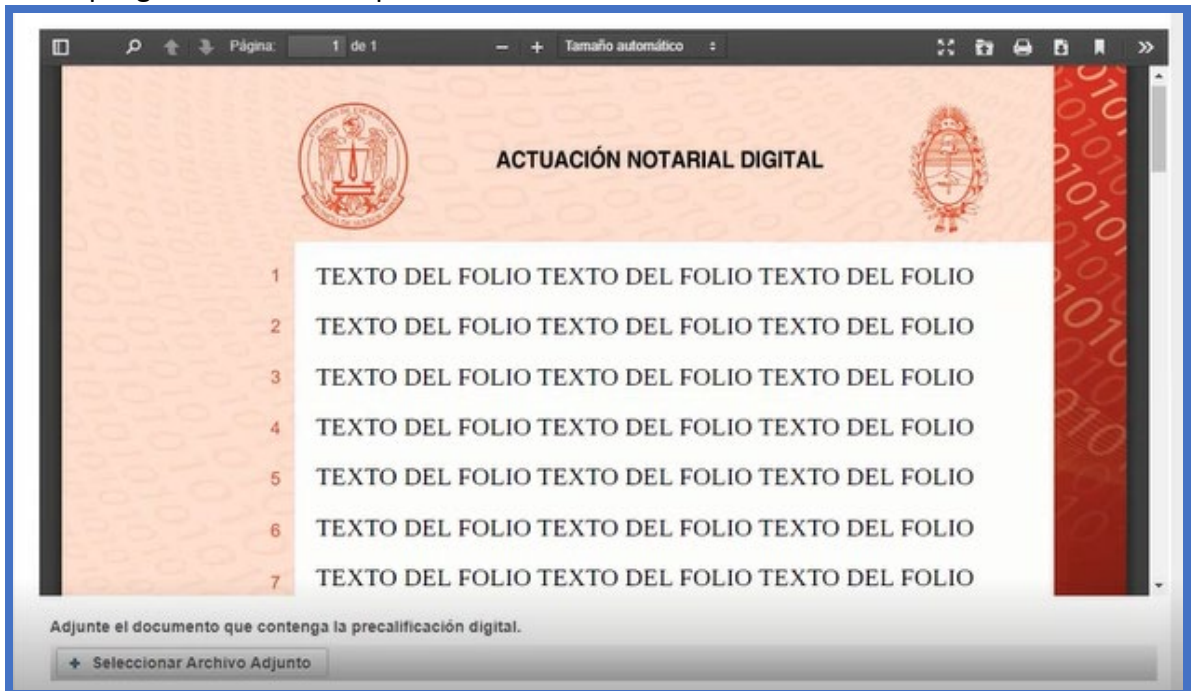 Página: 1 de 1 − + Tamaño automático
ACTUACIÓN NOTARIAL DIGITAL
1 TEXTO DEL FOLIO TEXTO DEL FOLIO TEXTO DEL FOLIO
2 TEXTO DEL FOLIO TEXTO DEL FOLIO TEXTO DEL FOLIO
3 TEXTO DEL FOLIO TEXTO DEL FOLIO TEXTO DEL FOLIO
4 TEXTO DEL FOLIO TEXTO DEL FOLIO TEXTO DEL FOLIO
5 TEXTO DEL FOLIO TEXTO DEL FOLIO TEXTO DEL FOLIO
6 TEXTO DEL FOLIO TEXTO DEL FOLIO TEXTO DEL FOLIO
7 TEXTO DEL FOLIO TEXTO DEL FOLIO TEXTO DEL FOLIO
Adjunte el documento que contenga la precalificación digital.
+ Seleccionar Archivo Adjunto